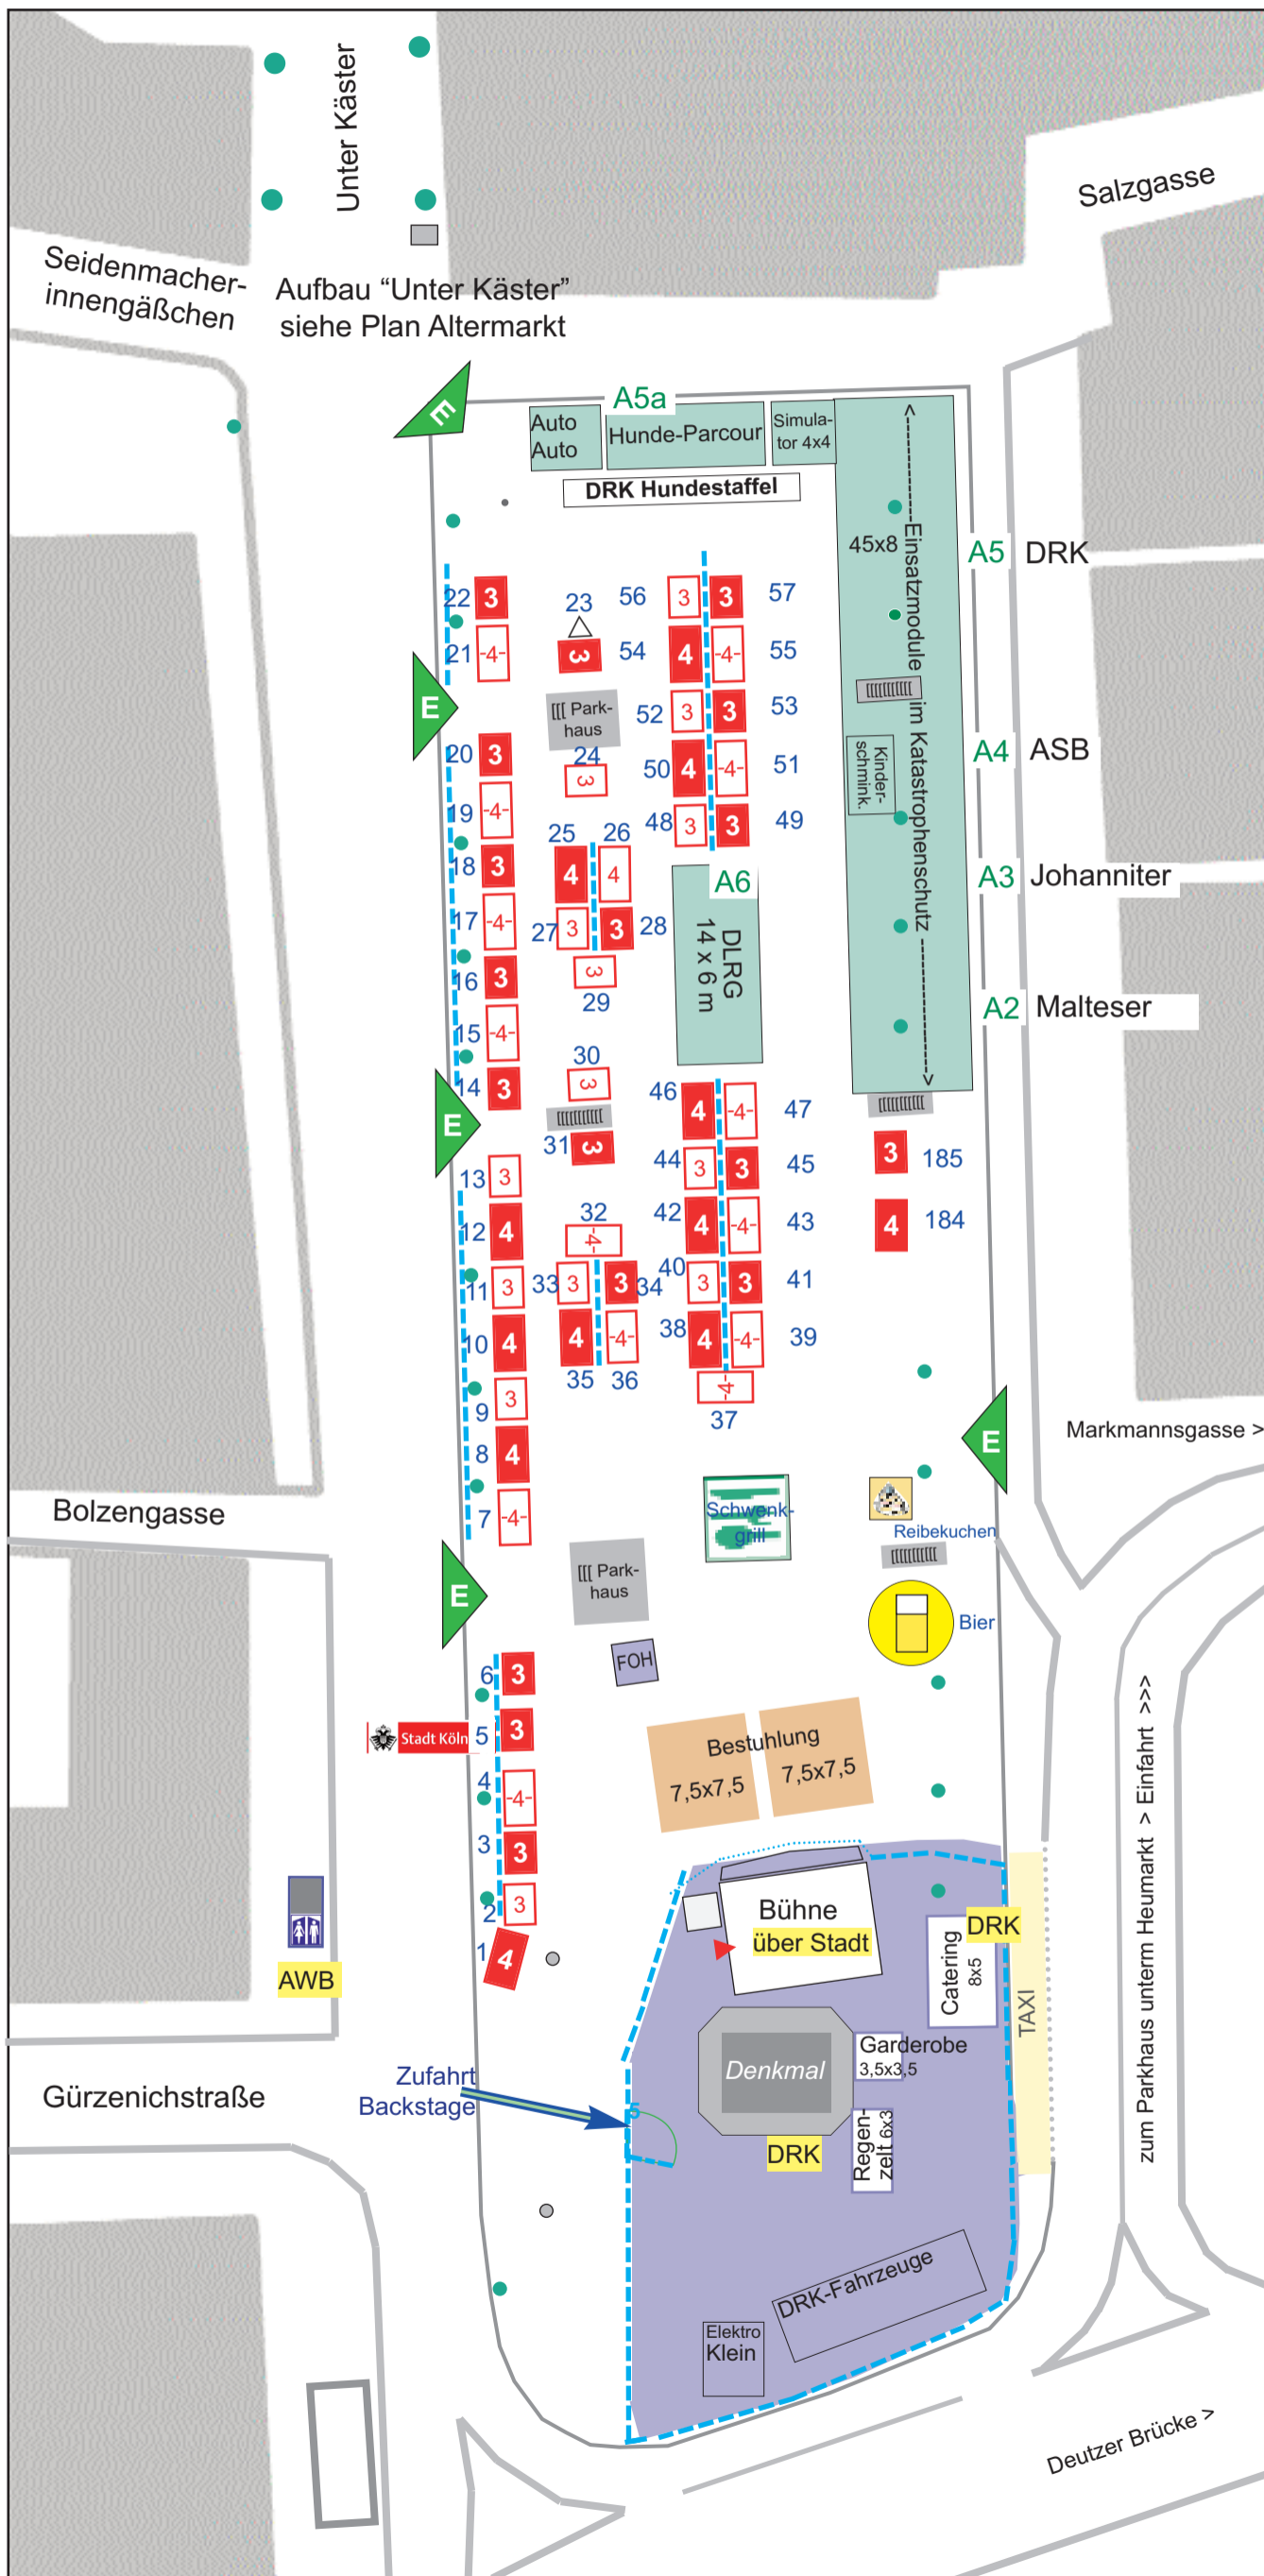 Unter Käster
Salzgasse
Seidenmacher-
innengäßchen
Aufbau “Unter Käster”
siehe Plan Altermarkt
E
A5a
Auto
Auto
Hunde-Parcour
Simula-
tor 4x4
DRK Hundestaffel
45x8
<-----Einsatzmodule im Katastrophenschutz ----->
A5 DRK
22 3
23
56 3
3 57
21 -4-
3
54 4
-4- 55
E
[[[ Park-
haus
52 3
3 53
20 3
24
3
50 4
-4- 51
Kinder-
schmink.
A4 ASB
19 -4-
48 3
3 49
18 3
25 26
4 4
A6
DLRG
14 x 6 m
A3 Johanniter
17 -4-
27 3
3 28
16 3
3
29
A2 Malteser
15 -4-
30
3
14 3
46 4
-4- 47
E
31 3
44 3
3 45
3 185
13 3
32
-4-
42 4
-4- 43
4 184
12 4
11 3
33 3
3 34
40 3
3 41
10 4
4 -4-
35 36
38 4
-4- 39
9 3
-4-
37
8 4
E
Markmannsgasse >
7 -4-
Bolzengasse
Schwenk-
grill
Reibekuchen
E
[[[ Park-
haus
Bier
FOH
6 3
Stadt Köln
5 3
Bestuhlung
7,5x7,5
7,5x7,5
4 -4-
3 3
2 3
1 4
zum Parkhaus unterm Heumarkt > Einfahrt >>>
Bühne
über Stadt
DRK
Catering
8x5
TAXI
AWB
Denkmal
Garderobe
3,5x3,5
Zufahrt
Backstage
5
Gürzenichstraße
DRK
Regen-
zelt 6x3
DRK-Fahrzeuge
Elektro
Klein
Deutzer Brücke >